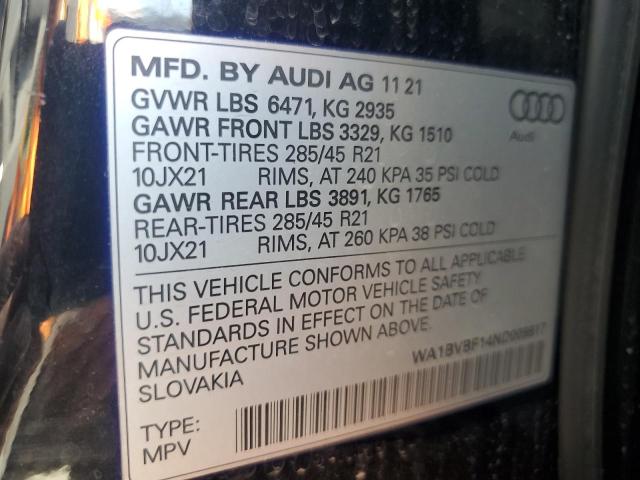 MFD. BY AUDI AG 11 21
GVWR LBS 6471, KG 2935
GAWR FRONT LBS 3329, KG 1510
FRONT-TIRES 285/45 R21
10JX21 RIMS, AT 240 KPA 35 PSI COLD
GAWR REAR LBS 3891, KG 1765
REAR-TIRES 285/45 R21
10JX21 RIMS, AT 260 KPA 38 PSI COLD
Audi
THIS VEHICLE CONFORMS TO ALL APPLICABLE
U.S. FEDERAL MOTOR VEHICLE SAFETY
STANDARDS IN EFFECT ON THE DATE OF
MANUFACTURE SHOWN ABOVE.
SLOVAKIA
TYPE:
MPV